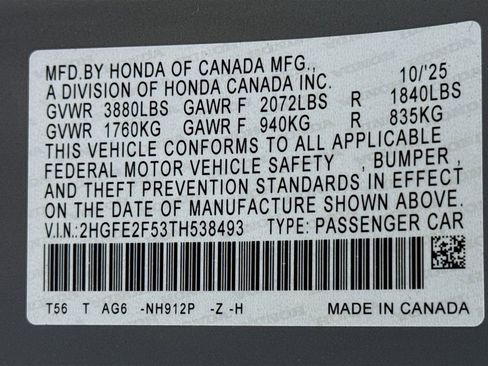 MFD.BY HONDA OF CANADA MFG.,
A DIVISION OF HONDA CANADA INC. 10/'25
GVWR 3880LBS GAWR F 2072LBS R 1840LBS
GVWR 1760KG GAWR F 940KG R 835KG
THIS VEHICLE CONFORMS TO ALL APPLICABLE
FEDERAL MOTOR VEHICLE SAFETY , BUMPER ,
AND THEFT PREVENTION STANDARDS IN EFFECT
ON THE DATE OF MANUFACTURE SHOWN ABOVE.
V.I.N.:2HGFE2F53TH538493 TYPE: PASSENGER CAR
T56 T AG6 -NH912P -Z -H MADE IN CANADA